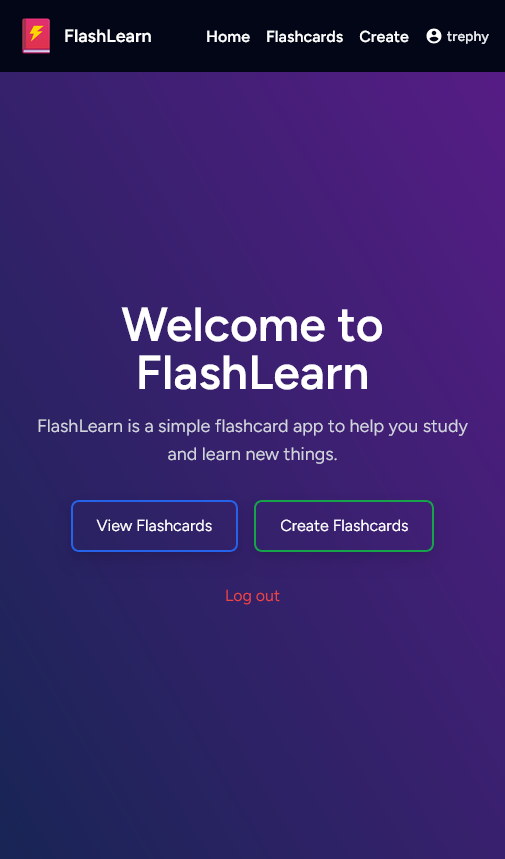 FlashLearn Home Flashcards Create trephy
Welcome to
FlashLearn
FlashLearn is a simple flashcard app to help you study
and learn new things.
View Flashcards Create Flashcards
Log out